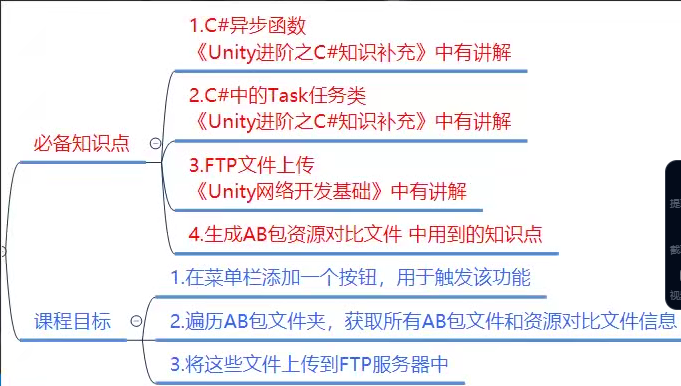 1.C#异步函数
《Unity进阶之C#知识补充》中有讲解
2.C#中的Task任务类
《Unity进阶之C#知识补充》中有讲解
必备知识点
3.FTP文件上传
《Unity网络开发基础》中有讲解
4.生成AB包资源对比文件 中用到的知识点
1.在菜单栏添加一个按钮，用于触发该功能
课程目标
2.遍历AB包文件夹，获取所有AB包文件和资源对比文件信息
3.将这些文件上传到FTP服务器中